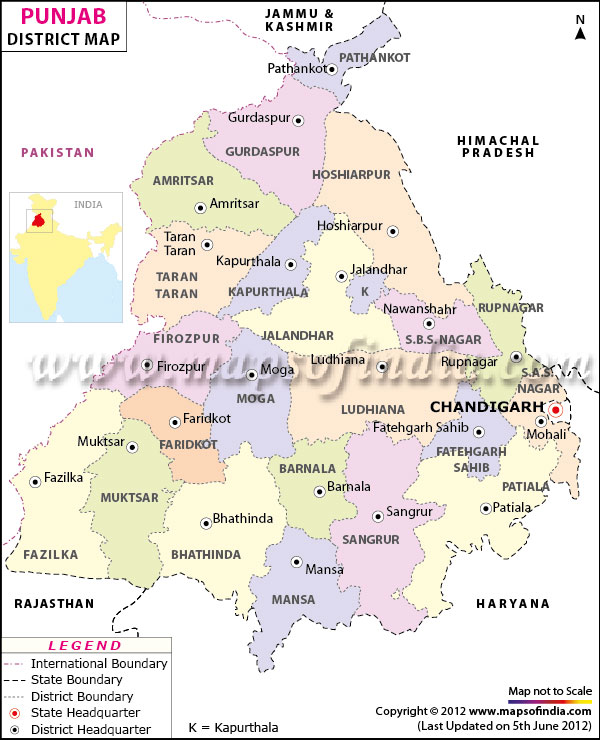 PUNJAB
DISTRICT MAP
JAMMU &
KASHMIR
N
PATHANKOT
Pathankot
Gurdaspur
GURDASPUR
PAKISTAN
HIMACHAL
PRADESH
HOSHIARPUR
AMRITSAR
Amritsar
INDIA
Hoshiarpur
Taran
Taran
Kapurthala
Jalandhar
TARAN
TARAN
KAPURTHALA
K
Nawanshahr
RUPNAGAR
FIROZPUR
JALANDHAR
S.B.S. NAGAR
www.mapsofindia.com
Firozpur
Moga
Ludhiana
Rupnagar
S.A.S.
NAGAR
MOGA
LUDHIANA
CHANDIGARH
Faridkot
Fatehgarh Sahib
Mohali
Muktsar
FARIDKOT
FATEHGARH
SAHIB
Fazilka
BARNALA
Barnala
PATIALA
MUKTSAR
Patiala
Bhathinda
Sangrur
SANGRUR
FAZILKA
BHATHINDA
Mansa
MANSA
RAJASTHAN
HARYANA
LEGEND
International Boundary
State Boundary
District Boundary
State Headquarter
District Headquarter
K = Kapurthala
Map not to Scale
Copyright © 2012 www.mapsofindia.com
(Last Updated on 5th June 2012)